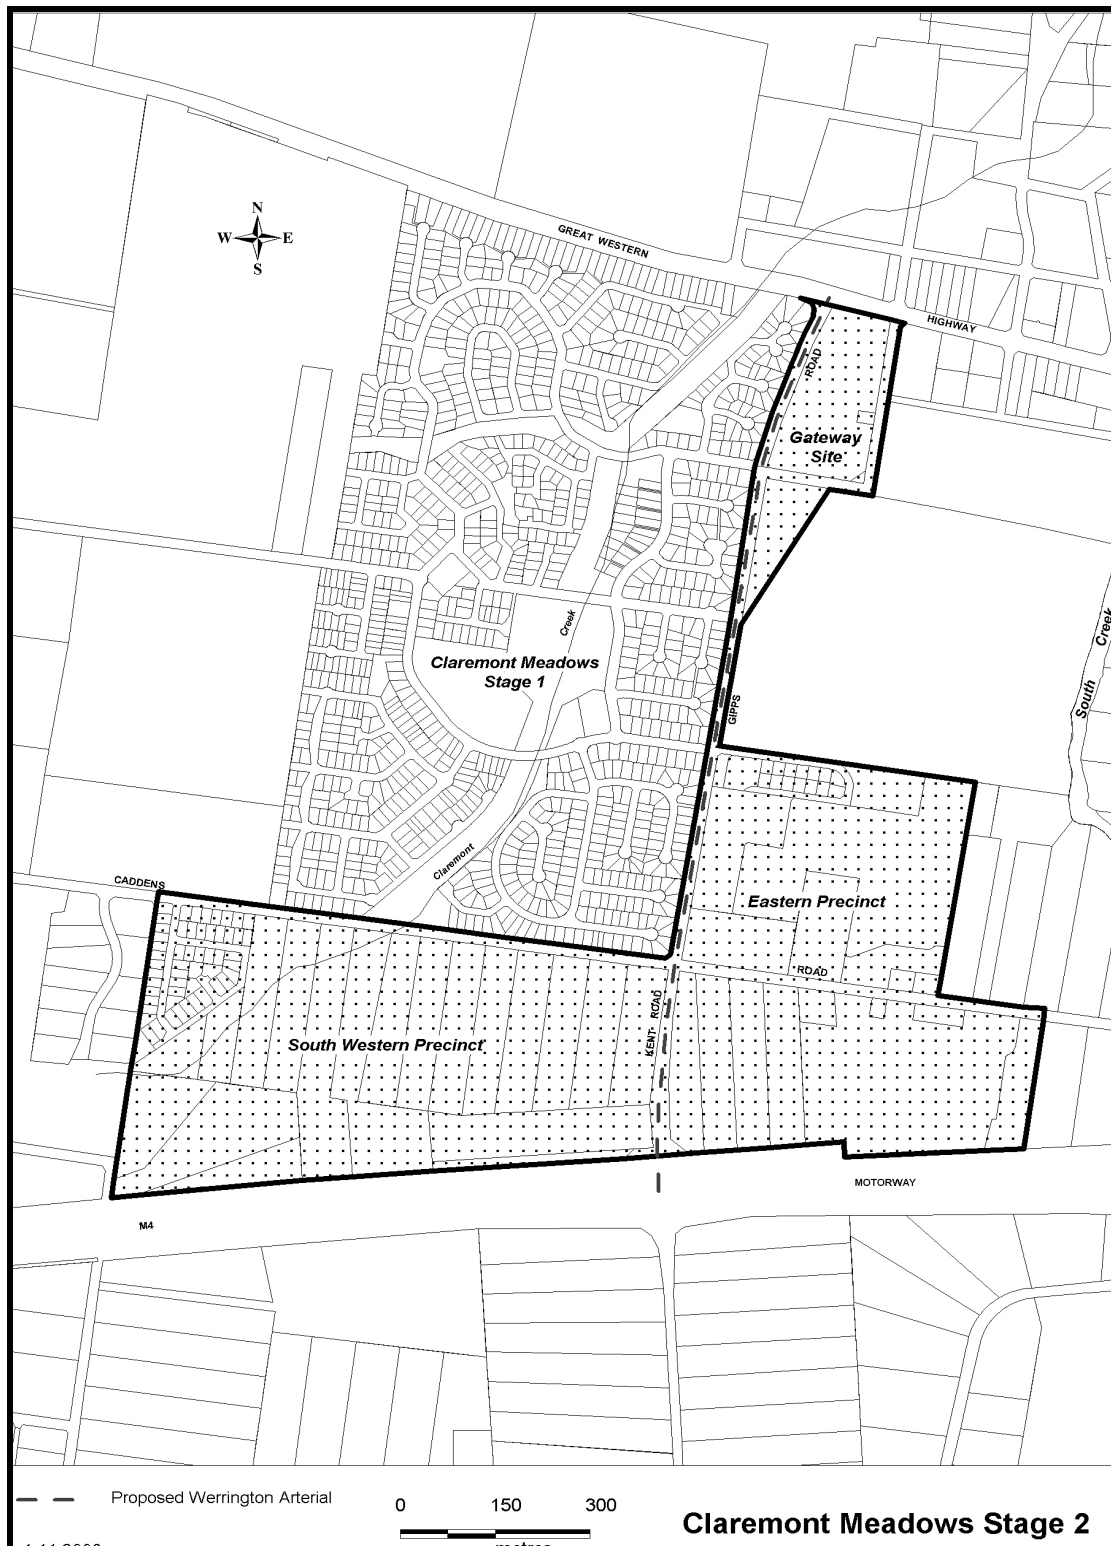 N
W E
S
GREAT WESTERN
HIGHWAY
ROAD
Gateway
Site
Creek
Creek
South
Claremont Meadows
Stage 1
GIPPS
Claremont
CADDENS
Eastern Precinct
ROAD
KENT ROAD
South Western Precinct
MOTORWAY
M4
Proposed Werrington Arterial
0 150 300
metres
Claremont Meadows Stage 2